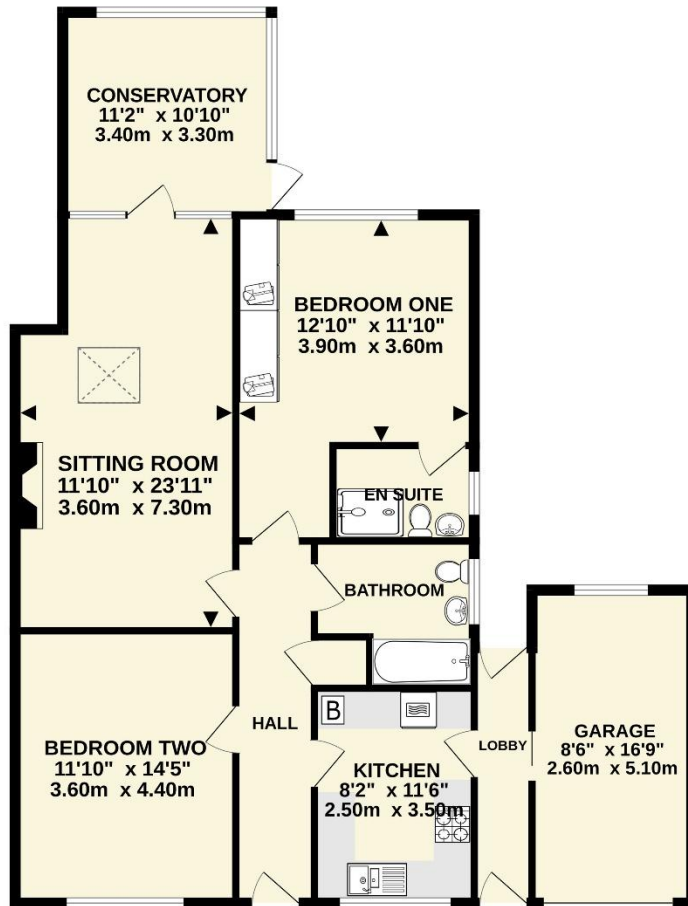 CONSERVATORY
11'2" x 10'10"
3.40m x 3.30m
BEDROOM ONE
12'10" x 11'10"
3.90m x 3.60m
SITTING ROOM
11'10" x 23'11"
3.60m x 7.30m
EN SUITE
BATHROOM
BEDROOM TWO
11'10" x 14'5"
3.60m x 4.40m
HALL
B
KITCHEN
8'2" x 11'6"
2.50m x 3.50m
LOBBY
GARAGE
8'6" x 16'9"
2.60m x 5.10m